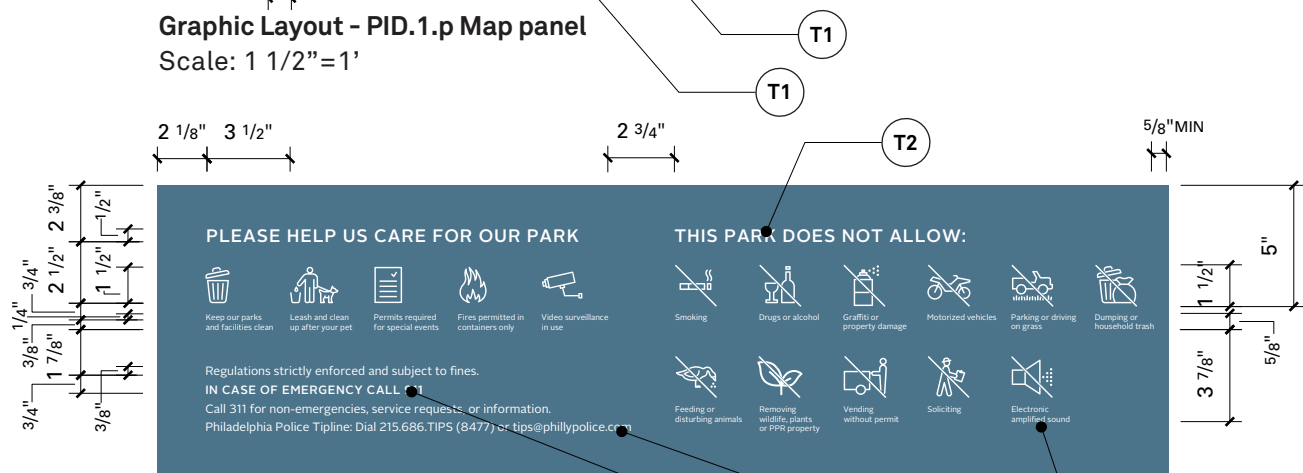 Graphic Layout - PID.1.p Map panel
Scale: 1 1/2”=1’
T1
T1
2 1/8" 3 1/2"
2 3/4"
T2
5/8"MIN
2 3/8"
1/2"
2 1/2"
1 1/2"
3/4"
1/4"
3/8"
1 7/8"
3/4"
3/8"
PLEASE HELP US CARE FOR OUR PARK
Keep our parks
and facilities clean
Leash and clean
up after your pet
Permits required
for special events
Fires permitted in
containers only
Video surveillance
in use
Regulations strictly enforced and subject to fines.
IN CASE OF EMERGENCY CALL 911
Call 311 for non-emergencies, service requests, or information.
Philadelphia Police Tipline: Dial 215.686.TIPS (8477) or tips@phillypolice.com
THIS PARK DOES NOT ALLOW:
Smoking
Drugs or alcohol
Graffiti or
property damage
Motorized vehicles
Parking or driving
on grass
Dumping or
household trash
Feeding or
disturbing animals
Removing
wildlife, plants
or PPR property
Vending
without permit
Soliciting
Electronic
amplified sound
5"
1 1/2"
5/8"
3 7/8"